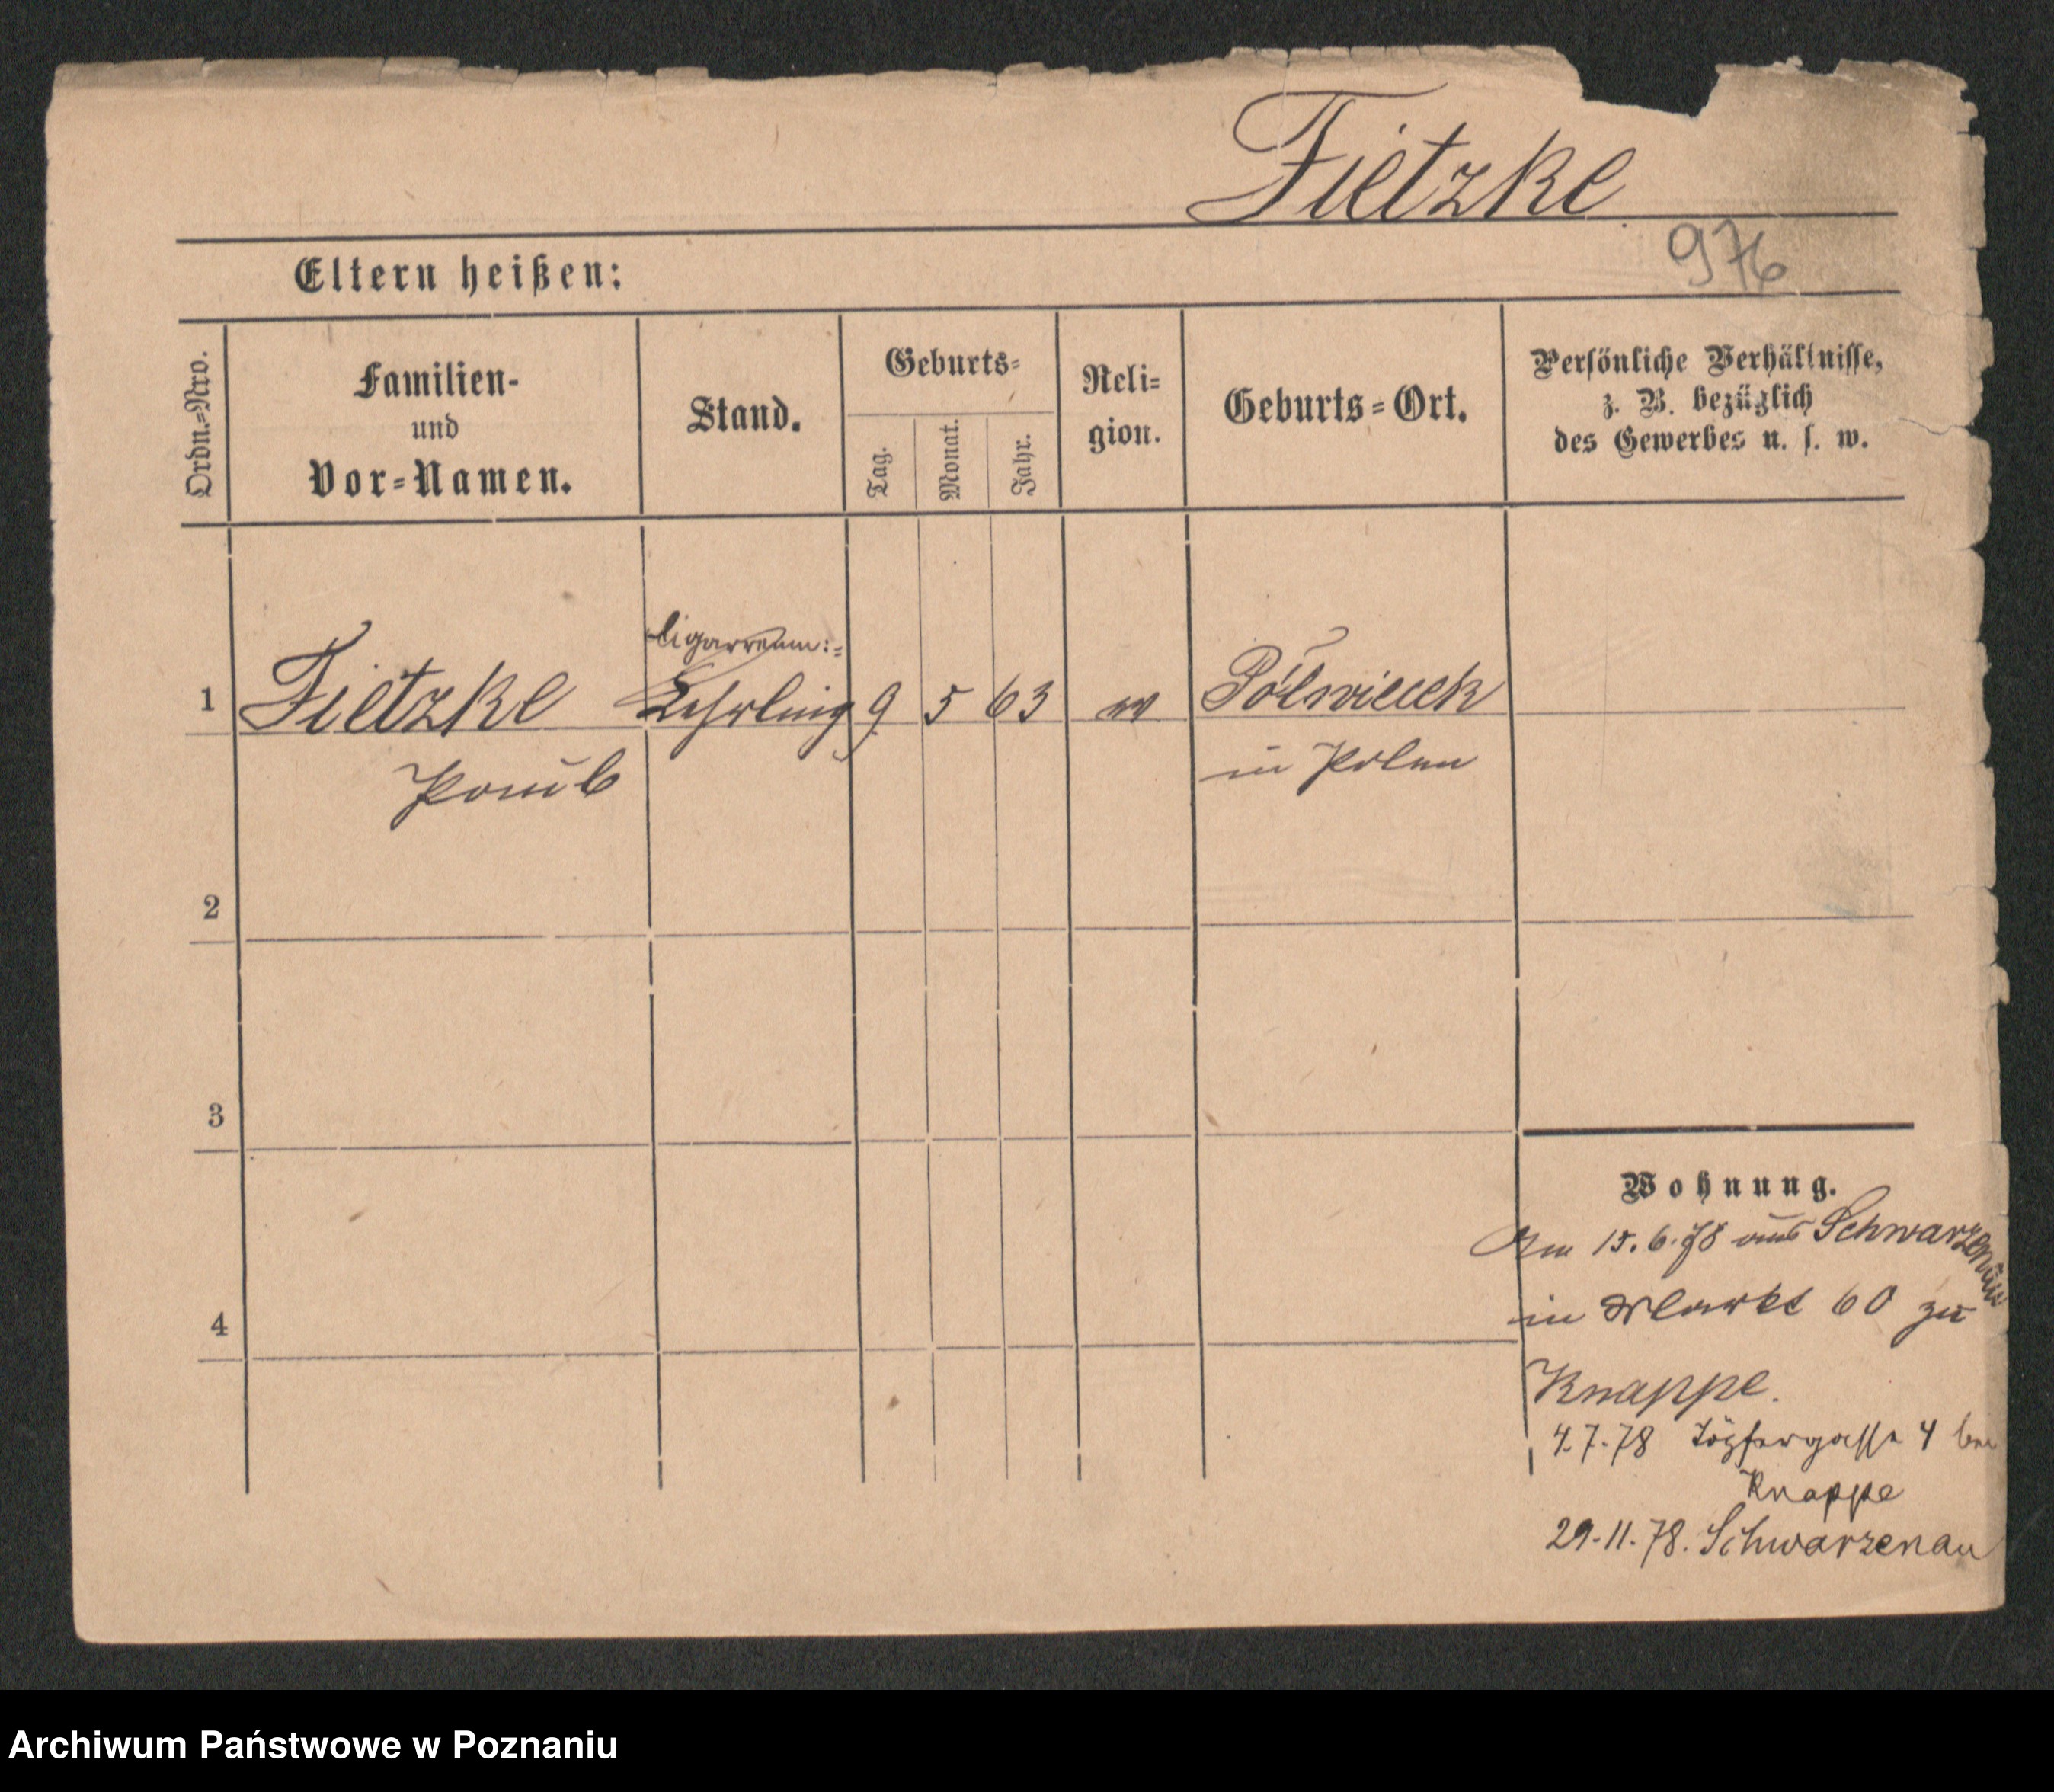 Fietzke
976
Eltern heißen:
Ordn.-Nro.
Familien-
und
Vor-Namen.
Stand.
Geburts-
Tag.
Monat.
Jahr.
Reli-
gion.
Geburts-Ort.
Persönliche Verhältnisse,
z. B. bezüglich
des Gewerbes u. s. w.
Cigarrenm:=
1 Fietzke Lehrling 9 5 63
in Polen
2
3
4
Wohnung.
Am 15.6.78 aus Schwarzenau
in Markt 60 zu
Knappe.
4.7.78 Töpfergasse 4 bei
Knappe
29.11.78. Schwarzenau
Archiwum Państwowe w Poznaniu